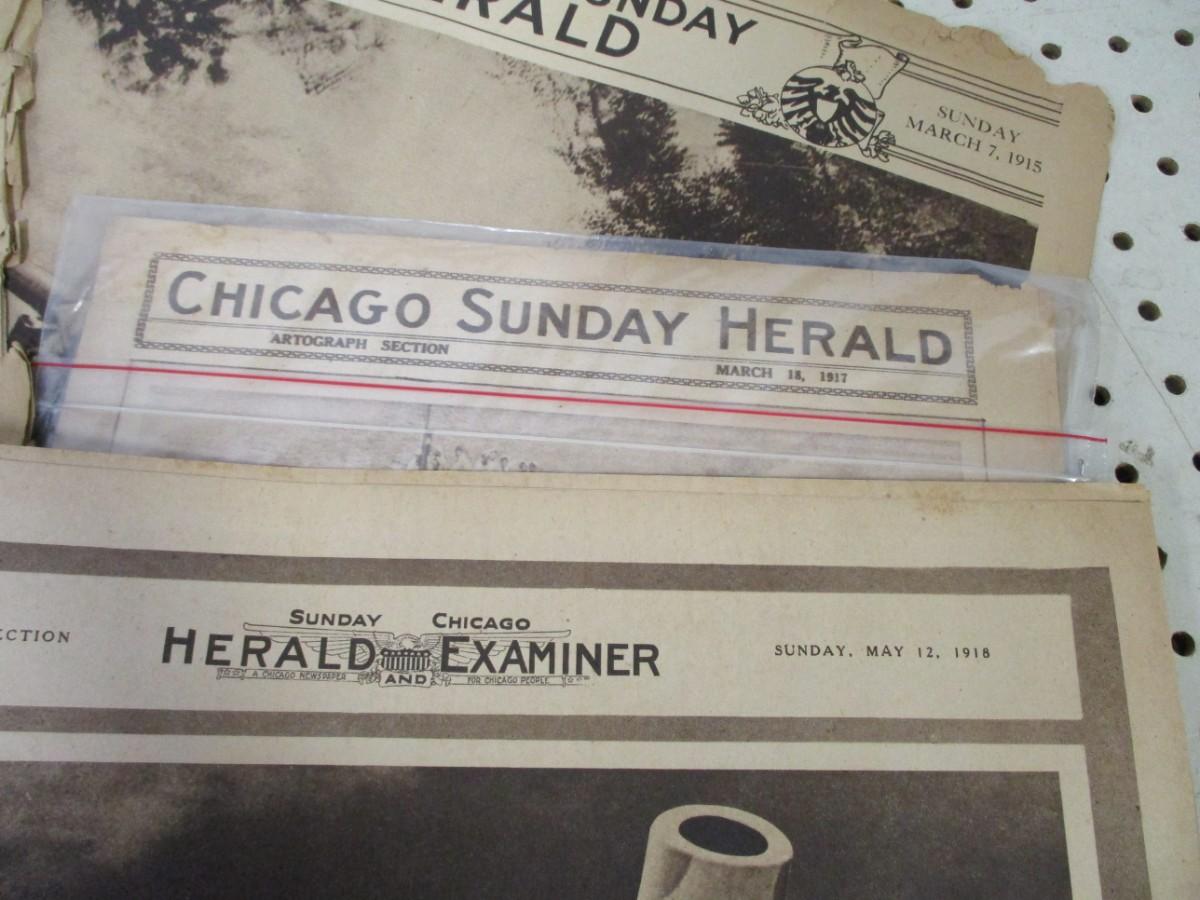 SUNDAY
HERALD
SUNDAY
MARCH 7, 1915
CHICAGO SUNDAY HERALD
ARTOGRAPH SECTION
MARCH 18, 1917
SUNDAY CHICAGO
HERALD AND EXAMINER
A CHICAGO NEWSPAPER FOR CHICAGO PEOPLE
ECTION
SUNDAY, MAY 12, 1918